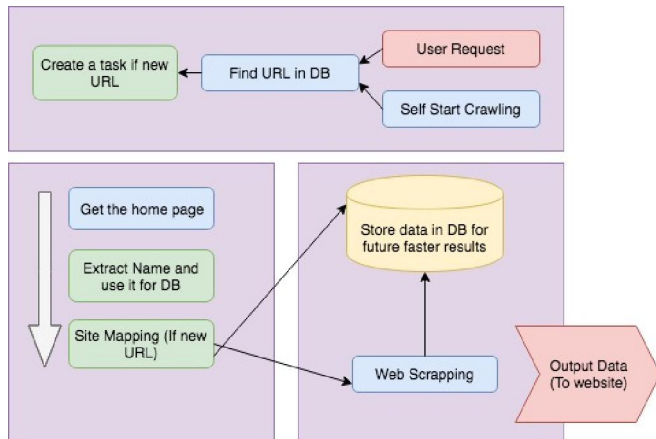 User Request
Create a task if new
URL
Find URL in DB
Self Start Crawling
Get the home page
Store data in DB for
future faster results
Extract Name and
use it for DB
Site Mapping (If new
URL)
Web Scrapping
Output Data
(To website)